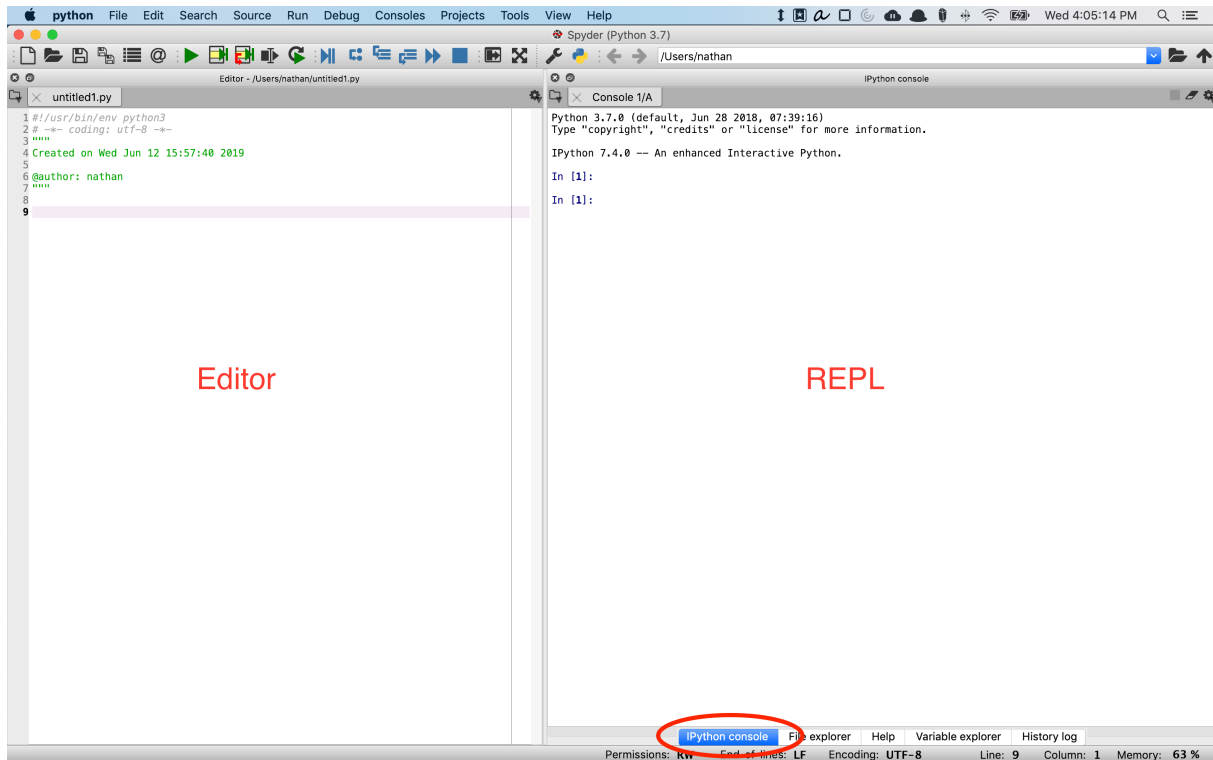 python File Edit Search Source Run Debug Consoles Projects Tools View Help Wed 4:05:14 PM
Spyder (Python 3.7)
/Users/nathan
Editor - /Users/nathan/untitled1.py
untitled1.py
1 #!/usr/bin/env python3
2 # -*- coding: utf-8 -*-
3 """
4 Created on Wed Jun 12 15:57:40 2019
5
6 @author: nathan
7 """
8
9
Editor
IPython console
Console 1/A
Python 3.7.0 (default, Jun 28 2018, 07:39:16)
Type "copyright", "credits" or "license" for more information.
IPython 7.4.0 -- An enhanced Interactive Python.
In [1]:
In [1]:
REPL
IPython console File explorer Help Variable explorer History log
Permissions: RW End-of-lines: LF Encoding: UTF-8 Line: 9 Column: 1 Memory: 63 %